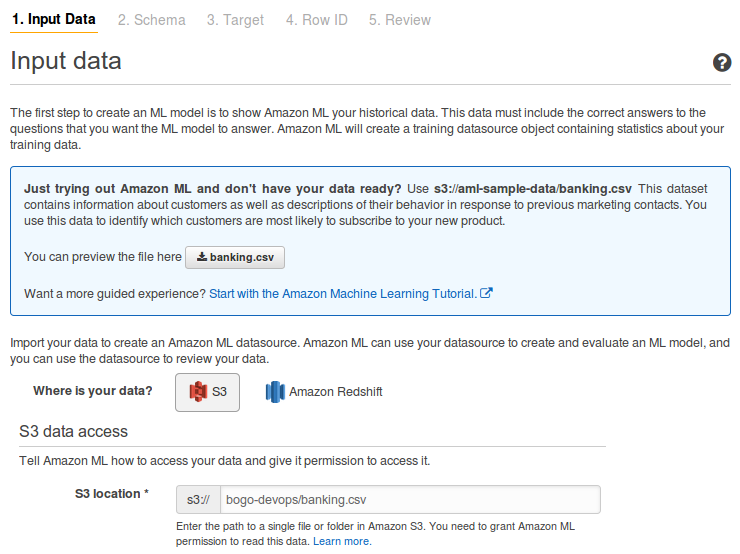 1. Input Data 2. Schema 3. Target 4. Row ID 5. Review
Input data
?
The first step to create an ML model is to show Amazon ML your historical data. This data must include the correct answers to the
questions that you want the ML model to answer. Amazon ML will create a training datasource object containing statistics about your
training data.
Just trying out Amazon ML and don't have your data ready? Use s3://aml-sample-data/banking.csv This dataset
contains information about customers as well as descriptions of their behavior in response to previous marketing contacts. You
use this data to identify which customers are most likely to subscribe to your new product.
You can preview the file here banking.csv
Want a more guided experience? Start with the Amazon Machine Learning Tutorial.
Import your data to create an Amazon ML datasource. Amazon ML can use your datasource to create and evaluate an ML model, and
you can use the datasource to review your data.
Where is your data? S3 Amazon Redshift
S3 data access
Tell Amazon ML how to access your data and give it permission to access it.
S3 location * s3:// bogo-devops/banking.csv
Enter the path to a single file or folder in Amazon S3. You need to grant Amazon ML
permission to read this data. Learn more.